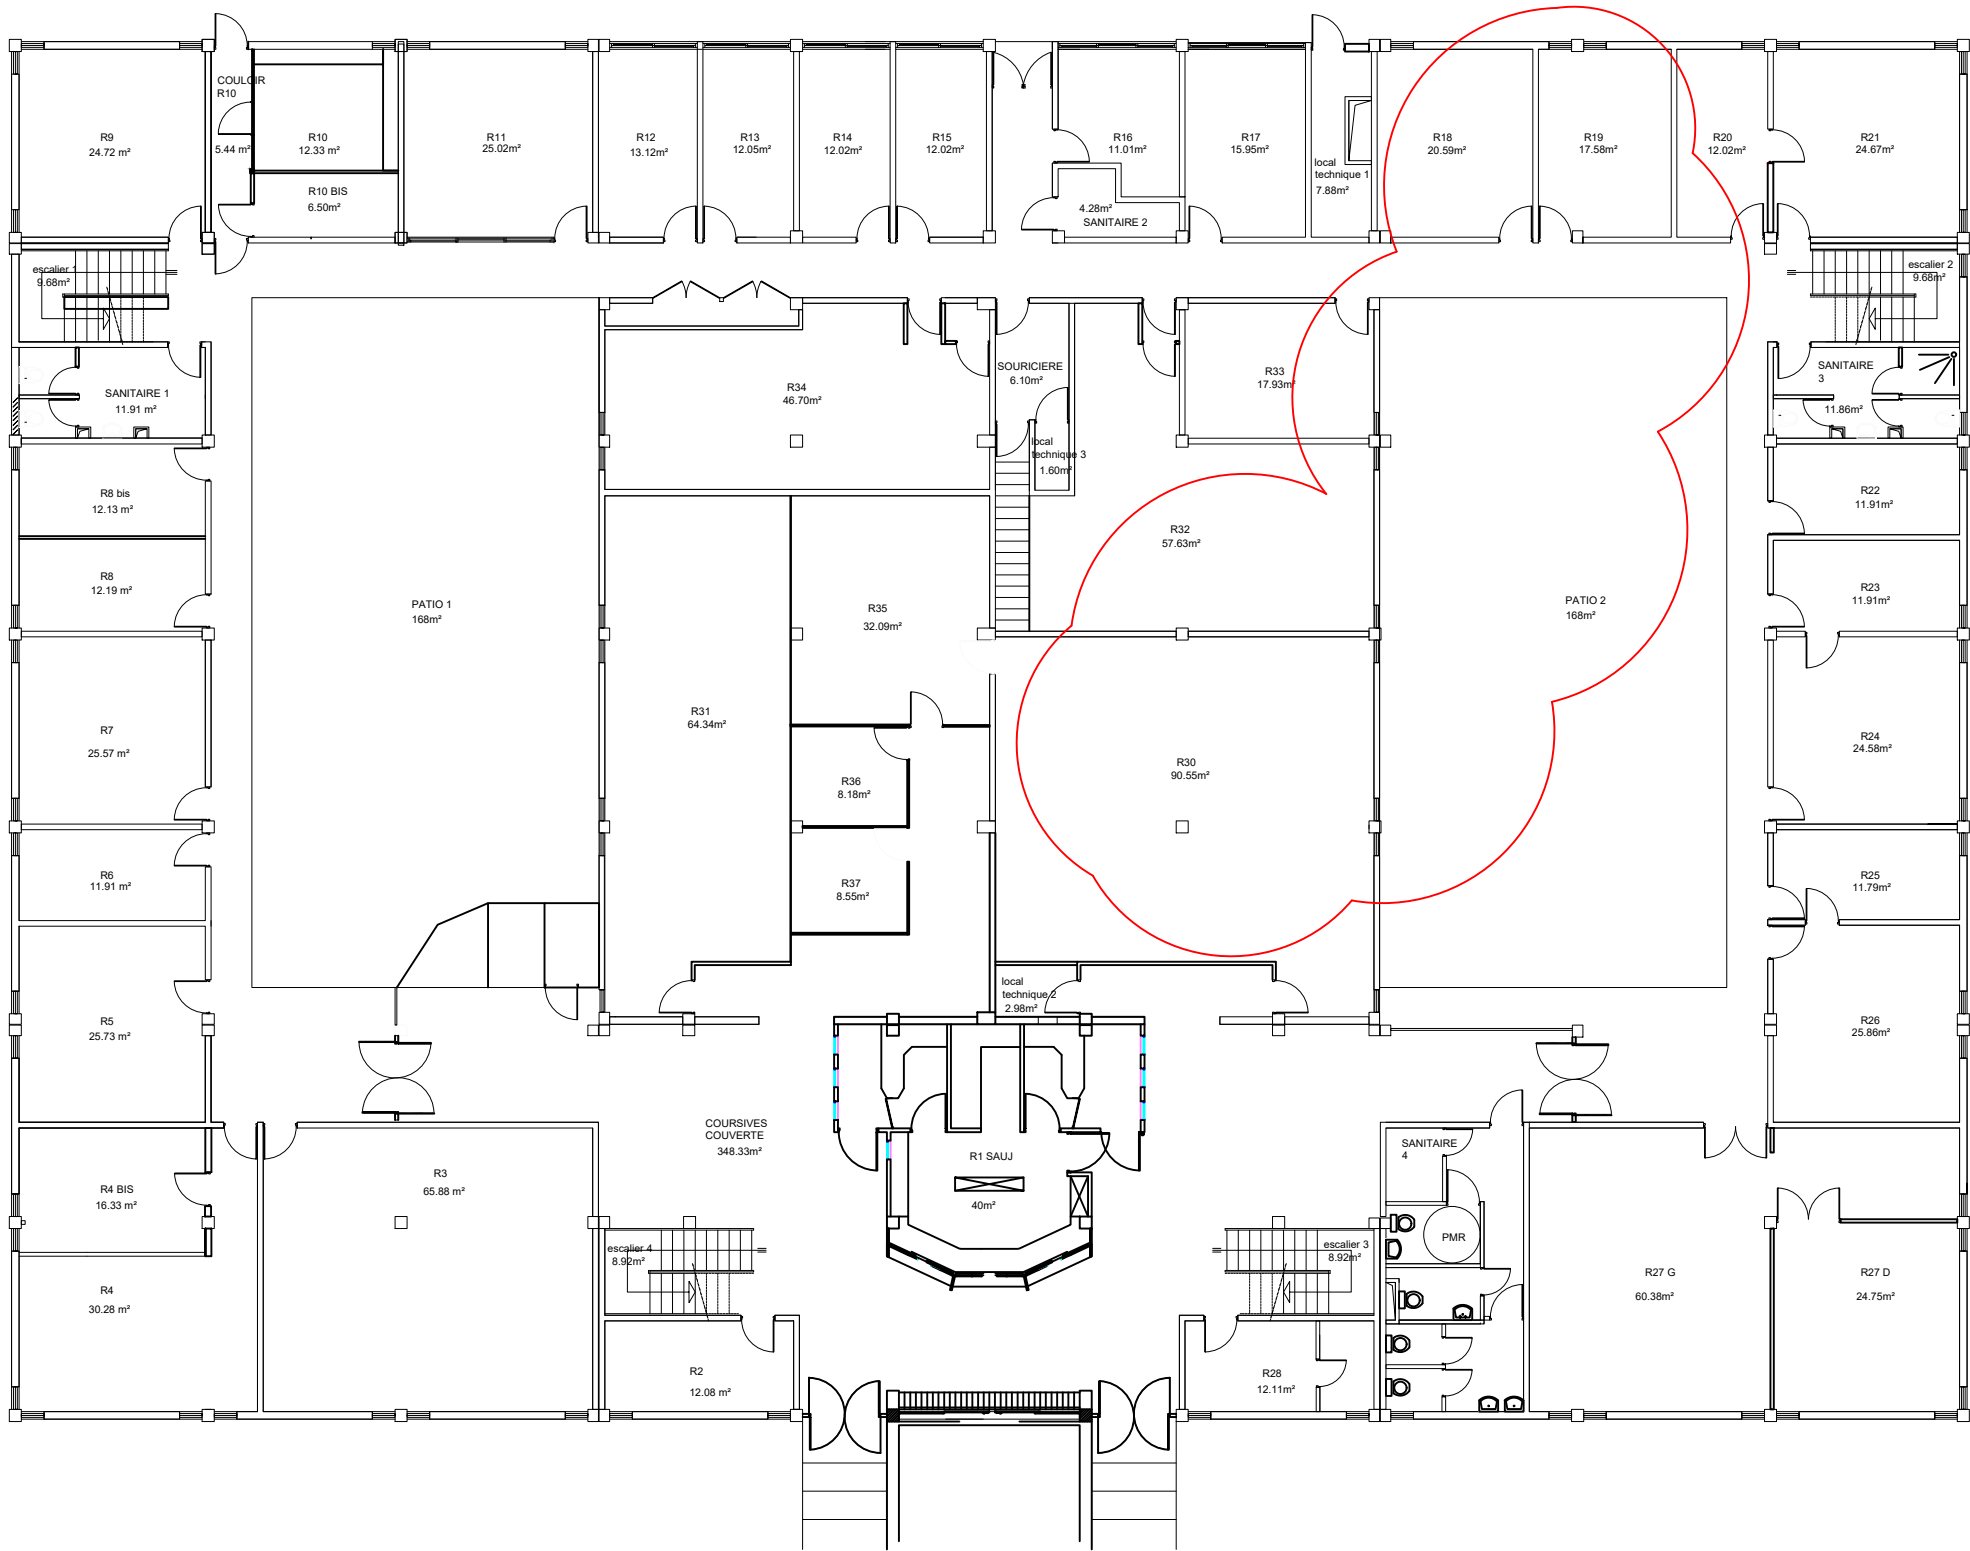 COULOIR
R10
5.44 m²
R9
24.72 m²
R10
12.33 m²
R10 BIS
6.50m²
R11
25.02m²
R12
13.12m²
R13
12.05m²
R14
12.02m²
R15
12.02m²
R16
11.01m²
4.28m²
SANITAIRE 2
R17
15.95m²
local
technique 1
7.88m²
R18
20.59m²
R19
17.58m²
R20
12.02m²
R21
24.67m²
escalier 1
9.68m²
escalier 2
9.68m²
SANITAIRE 1
11.91 m²
R34
46.70m²
SOURICIERE
6.10m²
R33
17.93m²
SANITAIRE
3
11.86m²
local
technique 3
1.60m²
R8 bis
12.13 m²
R32
57.63m²
R22
11.91m²
R8
12.19 m²
PATIO 1
168m²
R35
32.09m²
PATIO 2
168m²
R23
11.91m²
R7
25.57 m²
R31
64.34m²
R30
90.55m²
R24
24.58m²
R36
8.18m²
R6
11.91 m²
R37
8.55m²
R25
11.79m²
local
technique 2
2.98m²
R5
25.73 m²
R26
25.86m²
COURSIVES
COUVERTE
348.33m²
R1 SAUJ
40m²
SANITAIRE
4
R4 BIS
16.33 m²
R3
65.88 m²
PMR
escalier 4
8.92m²
escalier 3
8.92m²
R4
30.28 m²
R27 G
60.38m²
R27 D
24.75m²
R2
12.08 m²
R28
12.11m²